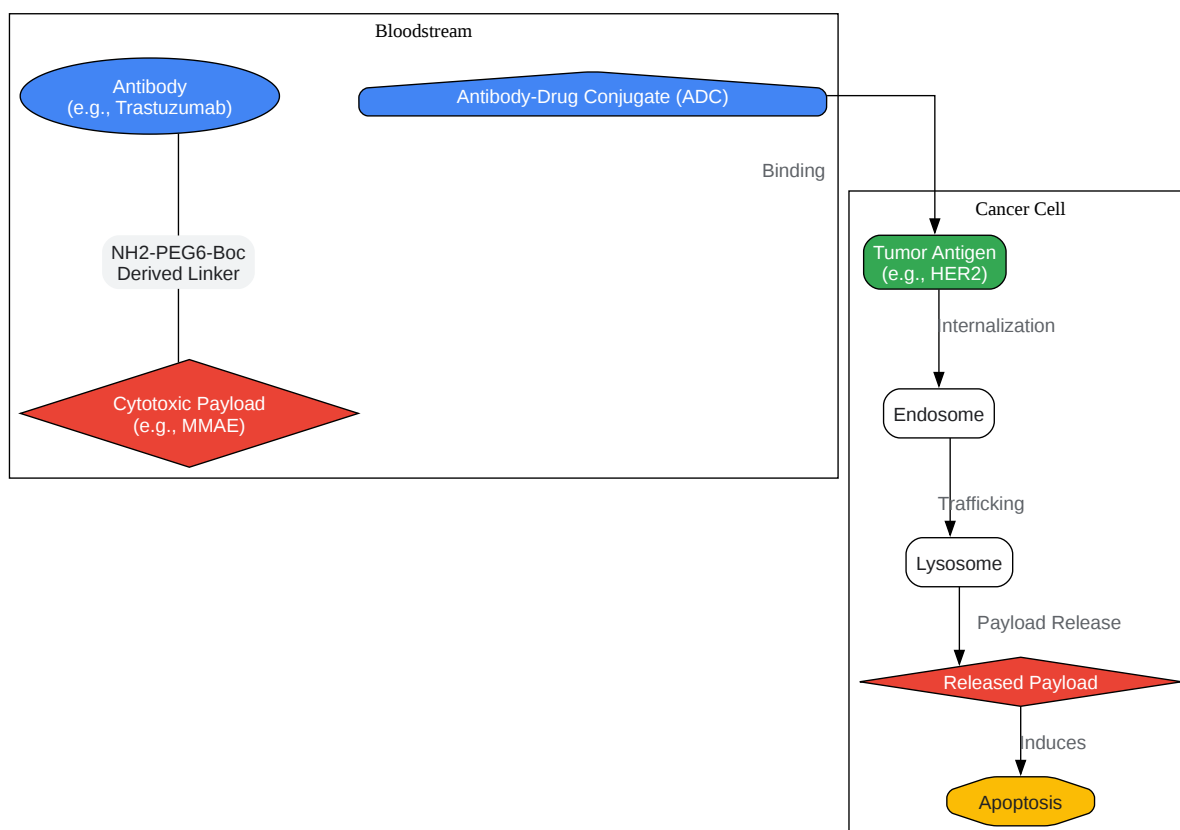 Bloodstream
Antibody
(e.g., Trastuzumab)
Antibody-Drug Conjugate (ADC)
Binding
NH2-PEG6-Boc
Derived Linker
Cytotoxic Payload
(e.g., MMAE)
Cancer Cell
Tumor Antigen
(e.g., HER2)
Internalization
Endosome
Trafficking
Lysosome
Payload Release
Released Payload
Induces
Apoptosis